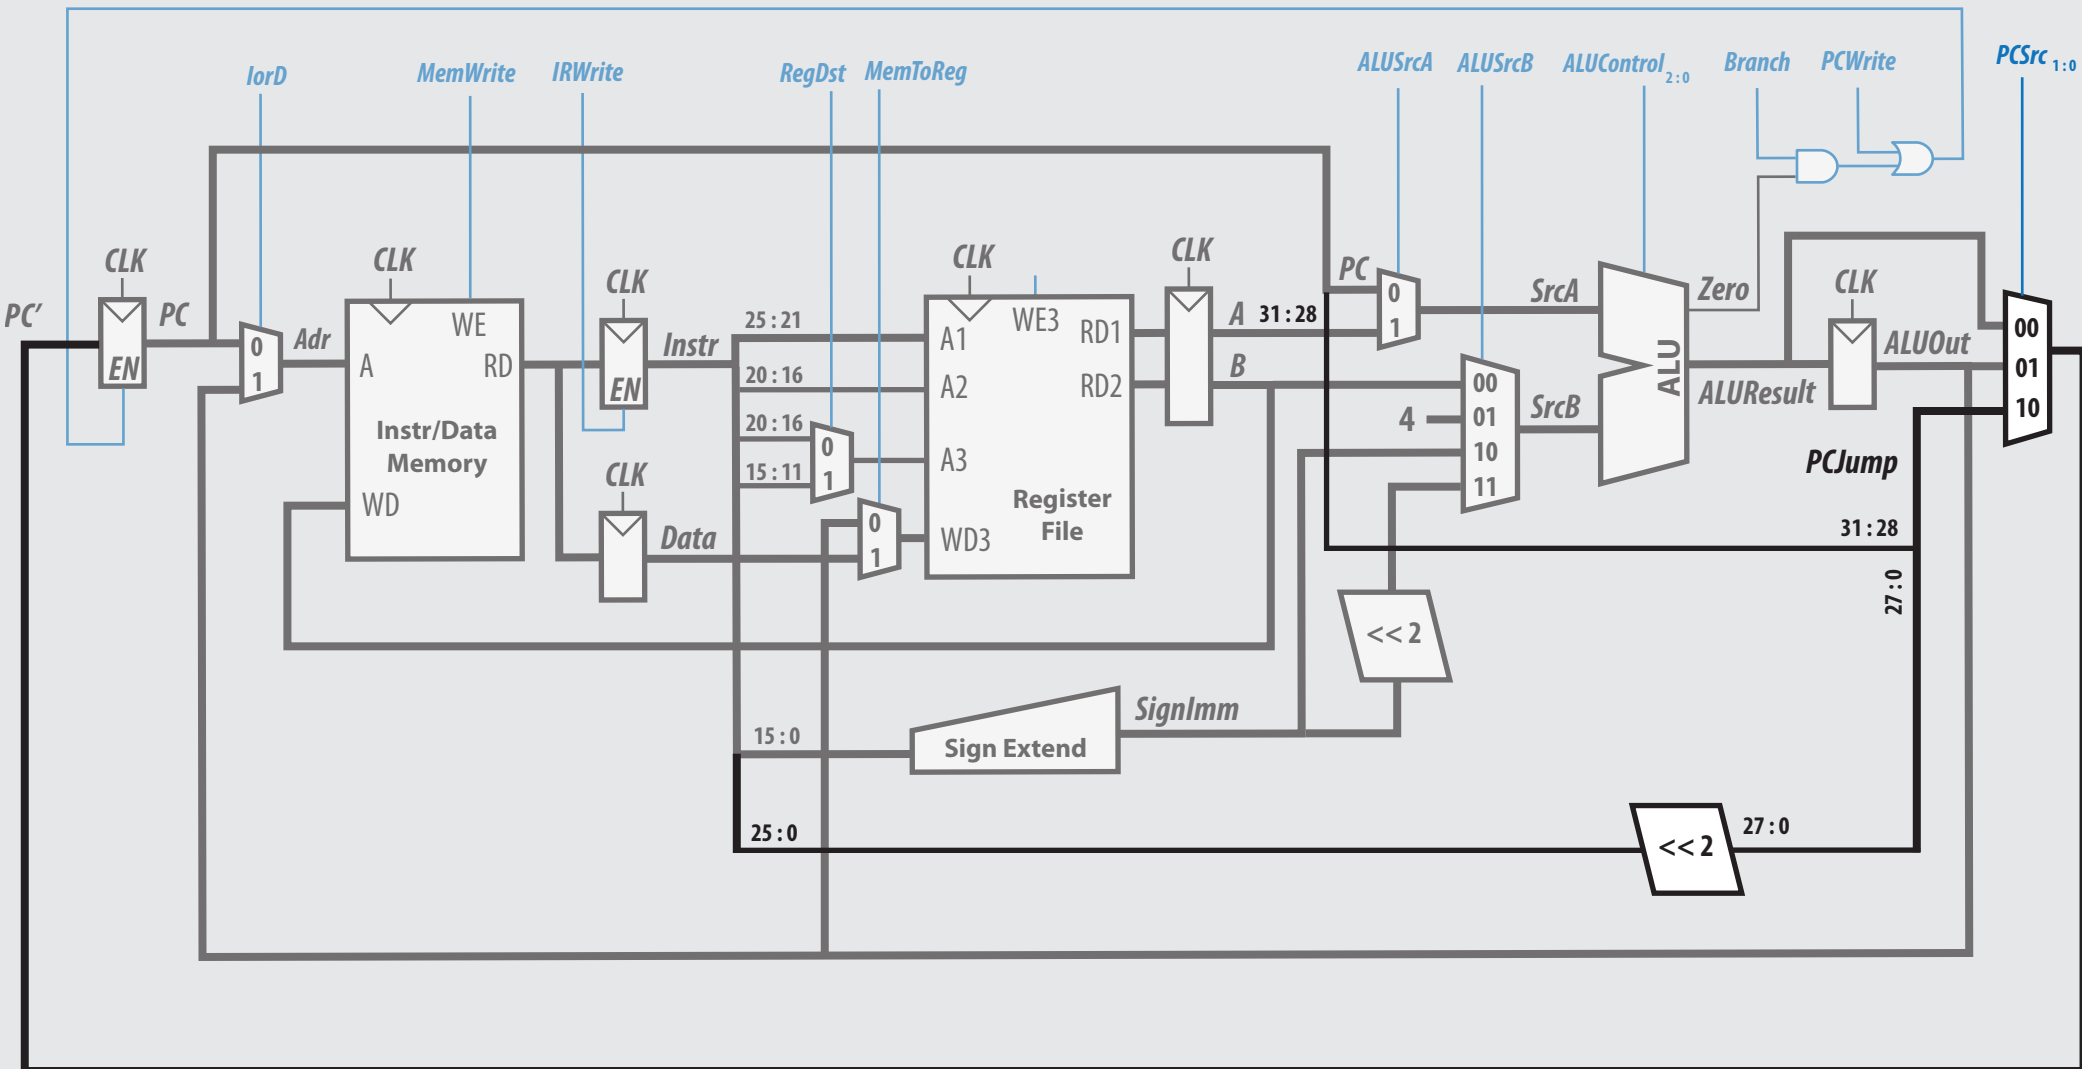 IorD
MemWrite
IRWrite
RegDst
MemToReg
ALUSrcA
ALUSrcB
ALUControl 2:0
Branch
PCWrite
PCSrc 1:0
PC′
CLK
EN
PC
0
1
Adr
CLK
WE
A
RD
Instr/Data
Memory
WD
CLK
EN
Instr
CLK
Data
25:21
20:16
20:16
15:11
0
1
0
1
CLK
WE3
A1
RD1
A2
RD2
A3
Register
File
WD3
CLK
A
31:28
B
PC
0
1
SrcA
4
00
01
10
11
SrcB
ALU
Zero
ALUResult
CLK
ALUOut
00
01
10
PCJump
31:28
27:0
<< 2
SignImm
15:0
Sign Extend
25:0
<< 2
27:0